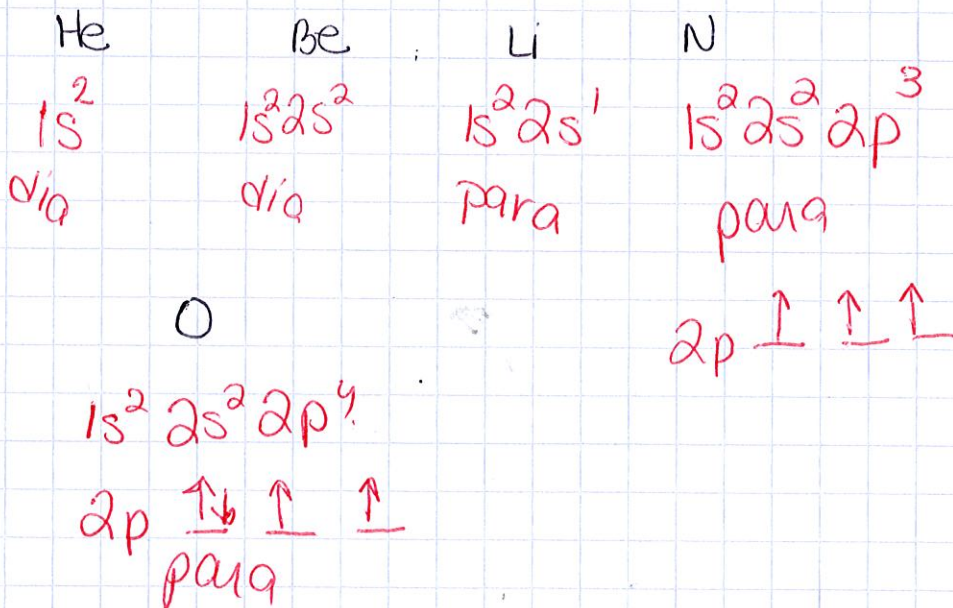 He Be Li N
1s² 1s²2s² 1s²2s¹ 1s²2s²2p³
dia dia para para
2p ↑ ↑ ↑
O
1s² 2s² 2p⁴
2p ↑↓ ↑ ↑
para